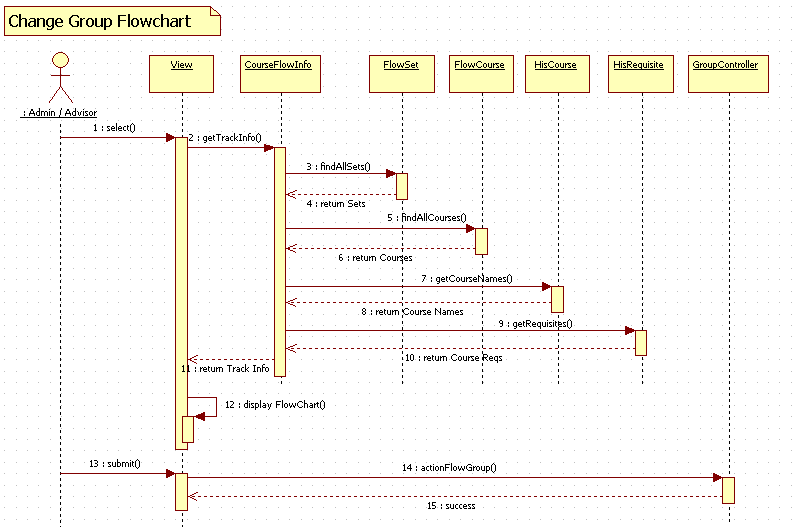 Change Group Flowchart
View
CourseFlowInfo
FlowSet
FlowCourse
HisCourse
HisRequisite
GroupController
: Admin / Advisor
1 : select()
2 : getTrackInfo()
3 : findAllSets()
4 : return Sets
5 : findAllCourses()
6 : return Courses
7 : getCourseNames()
8 : return Course Names
9 : getRequisites()
10 : return Course Reqs
11 : return Track Info
12 : display FlowChart()
13 : submit()
14 : actionFlowGroup()
15 : success